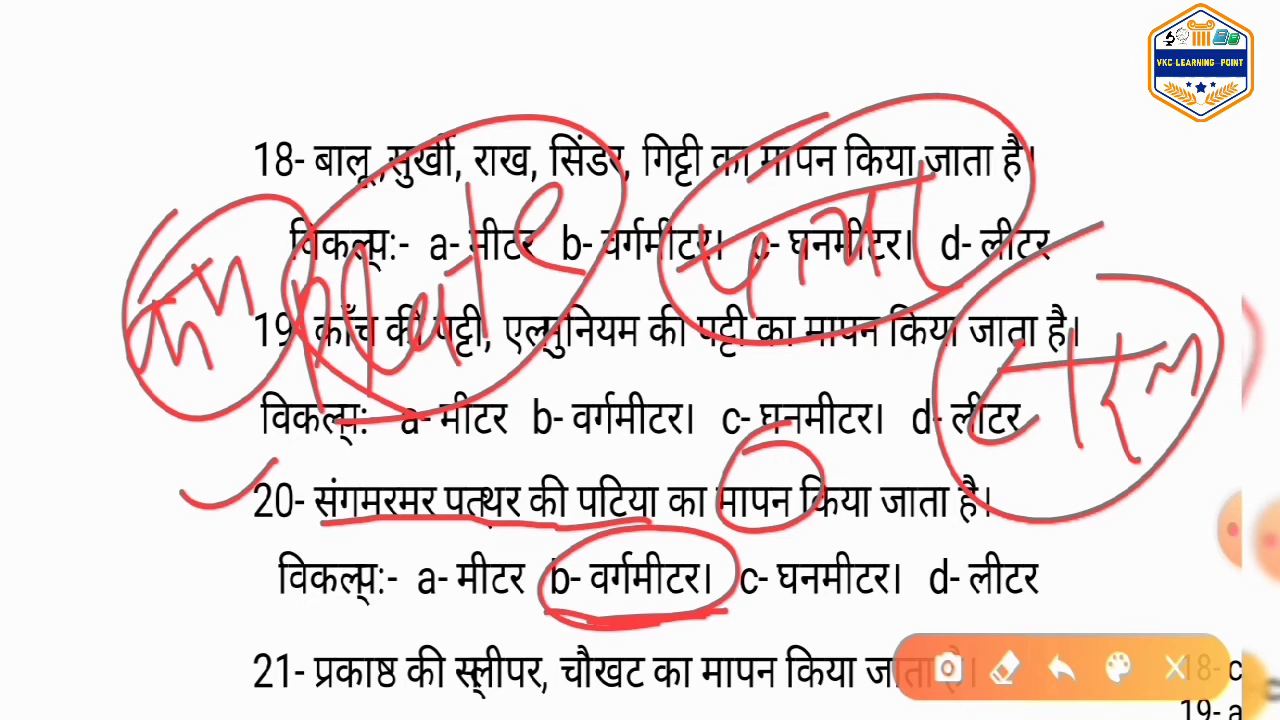 VKC LEARNING POINT
18- बालू ,सुर्खी, राख, सिंडर, गिट्टी का मापन किया जाता है।
विकल्प:- a- मीटर b- वर्गमीटर। c- घनमीटर। d- लीटर
19- काँच की पट्टी, एल्मुनियम की पट्टी का मापन किया जाता है।
विकल्प: a- मीटर b- वर्गमीटर। c- घनमीटर। d- लीटर
20- संगमरमर पत्थर की पटिया का मापन किया जाता है।
विकल्प:- a- मीटर b- वर्गमीटर। c- घनमीटर। d- लीटर
21- प्रकाष्ठ की स्लीपर, चौखट का मापन किया जाता है।
18- c
19- a
plate